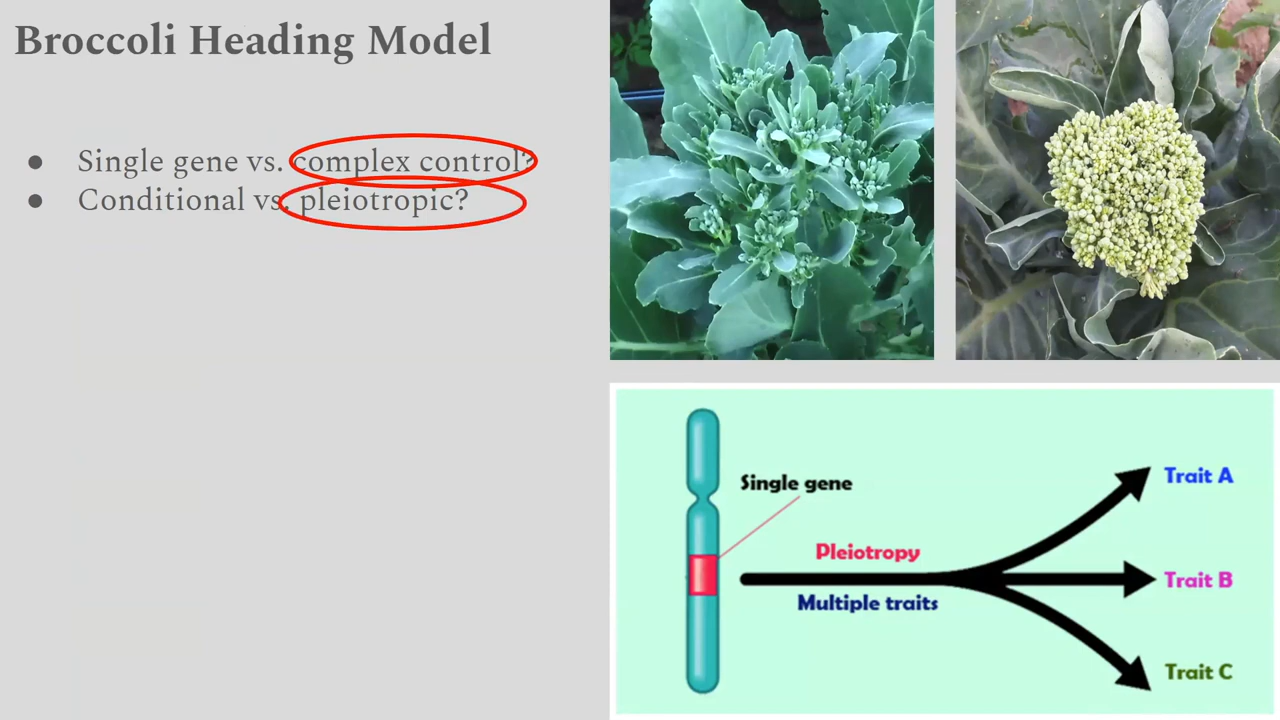 Broccoli Heading Model
● Single gene vs. complex control?
● Conditional vs. pleiotropic?
Single gene
Pleiotropy
Multiple traits
Trait A
Trait B
Trait C